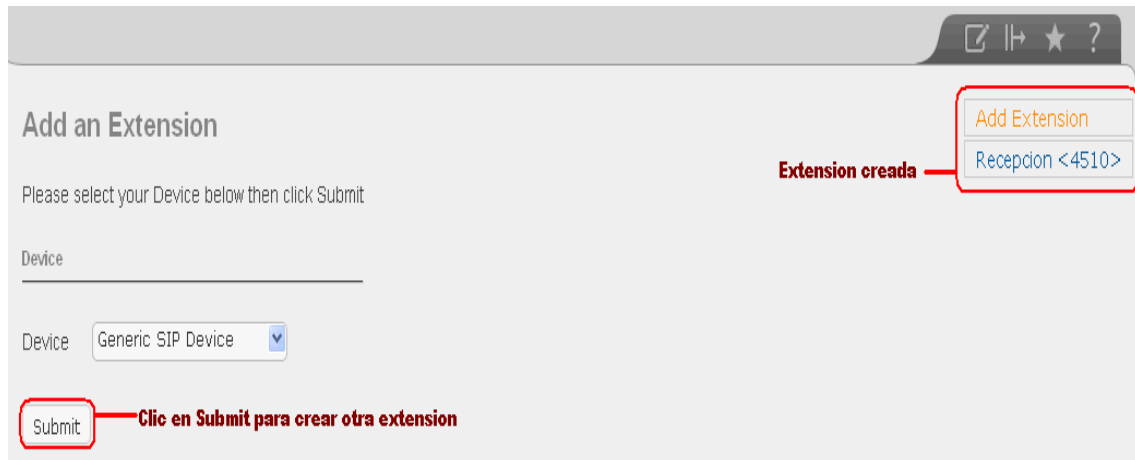 Add an Extension
Add Extension
Recepcion <4510>
Extension creada
Please select your Device below then click Submit
Device
Device Generic SIP Device
Submit
Clic en Submit para crear otra extension